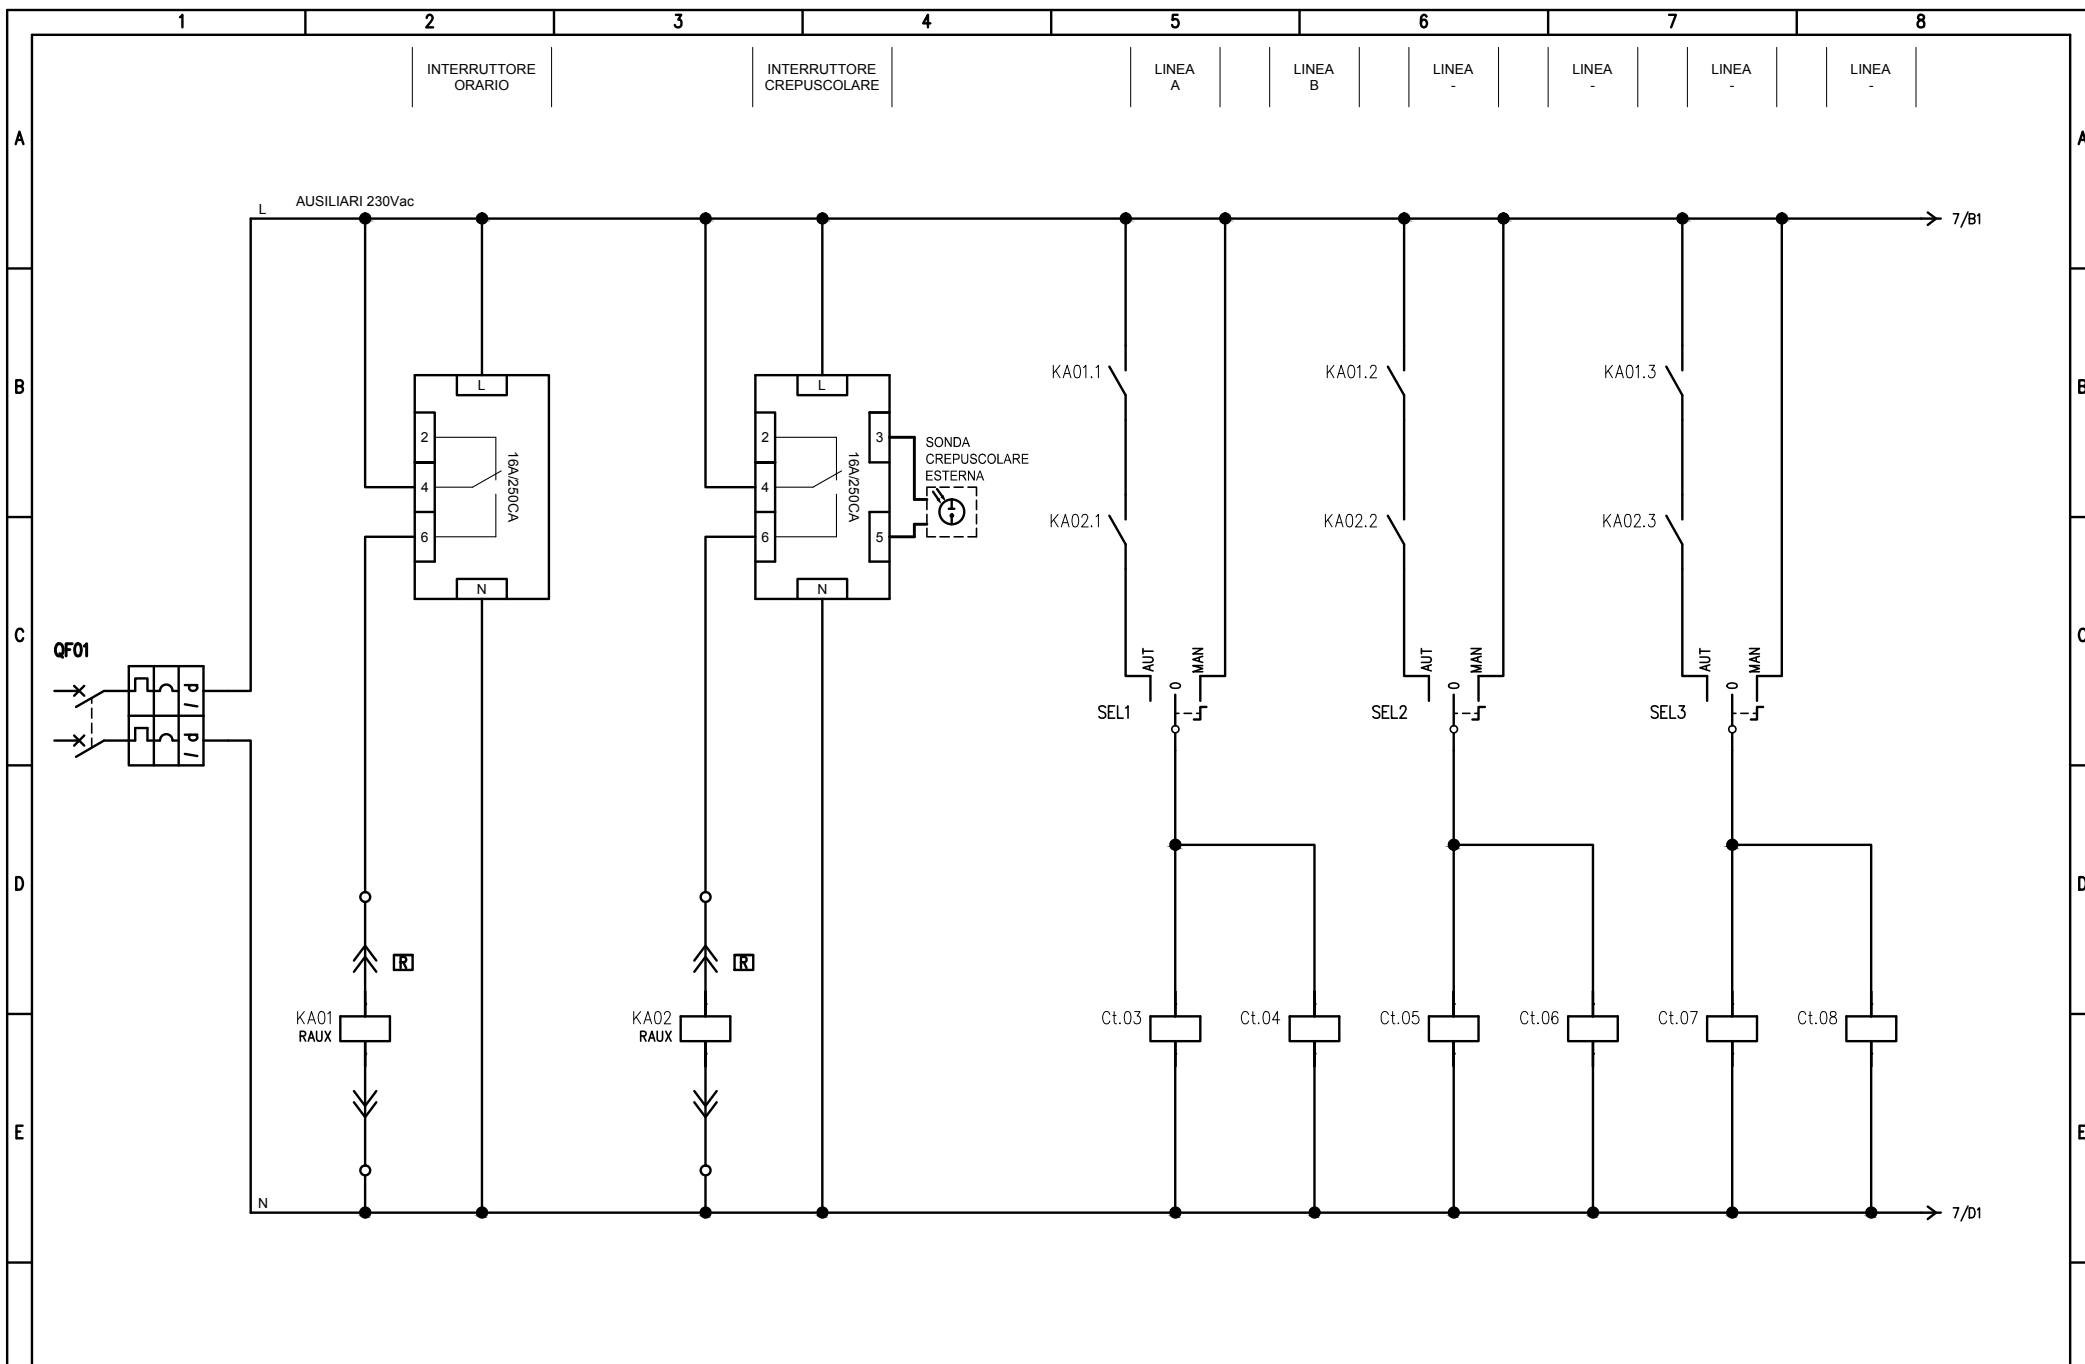 1 2 3 4 5 6 7 8
INTERRUTTORE
ORARIO
INTERRUTTORE
CREPUSCOLARE
LINEA
A
LINEA
B
LINEA
-
LINEA
-
LINEA
-
LINEA
-
A A
L AUSILIARI 230Vac 7/B1
B B
L L
KA01.1 KA01.2 KA01.3
2 2 3
16A/250CA 16A/250CA
SONDA
CREPUSCOLARE
ESTERNA
4 4
KA02.1 KA02.2 KA02.3
6 6 5
N N
C C
QF01
AUT MAN AUT MAN AUT MAN
0 0 0
SEL1 SEL2 SEL3
Id
Id
D D
R R
KA01
RAUX
KA02
RAUX
Ct.03 Ct.04 Ct.05 Ct.06 Ct.07 Ct.08
E E
N 7/D1